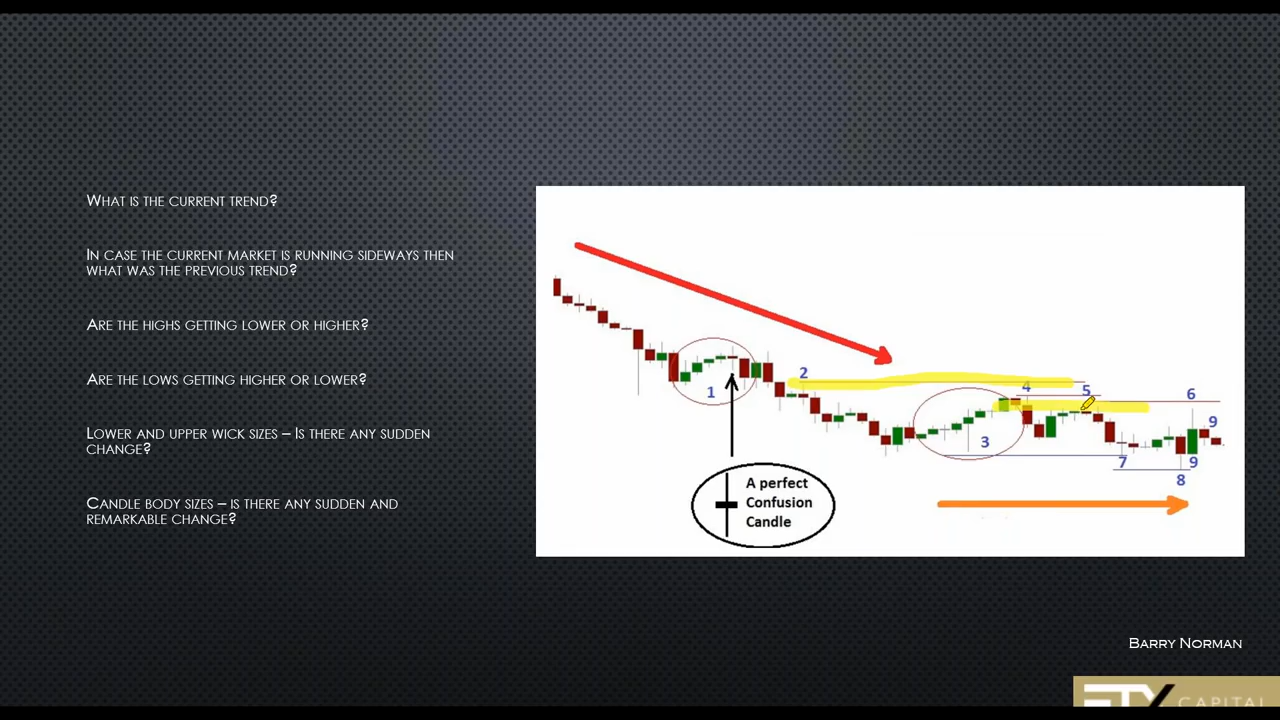 What is the current trend?
In case the current market is running sideways then
what was the previous trend?
Are the highs getting lower or higher?
Are the lows getting higher or lower?
Lower and upper wick sizes – Is there any sudden
change?
Candle body sizes – is there any sudden and
remarkable change?
1
2
3
4
5
6
9
7
9
8
A perfect
Confusion
Candle
Barry Norman
ETX CAPITAL